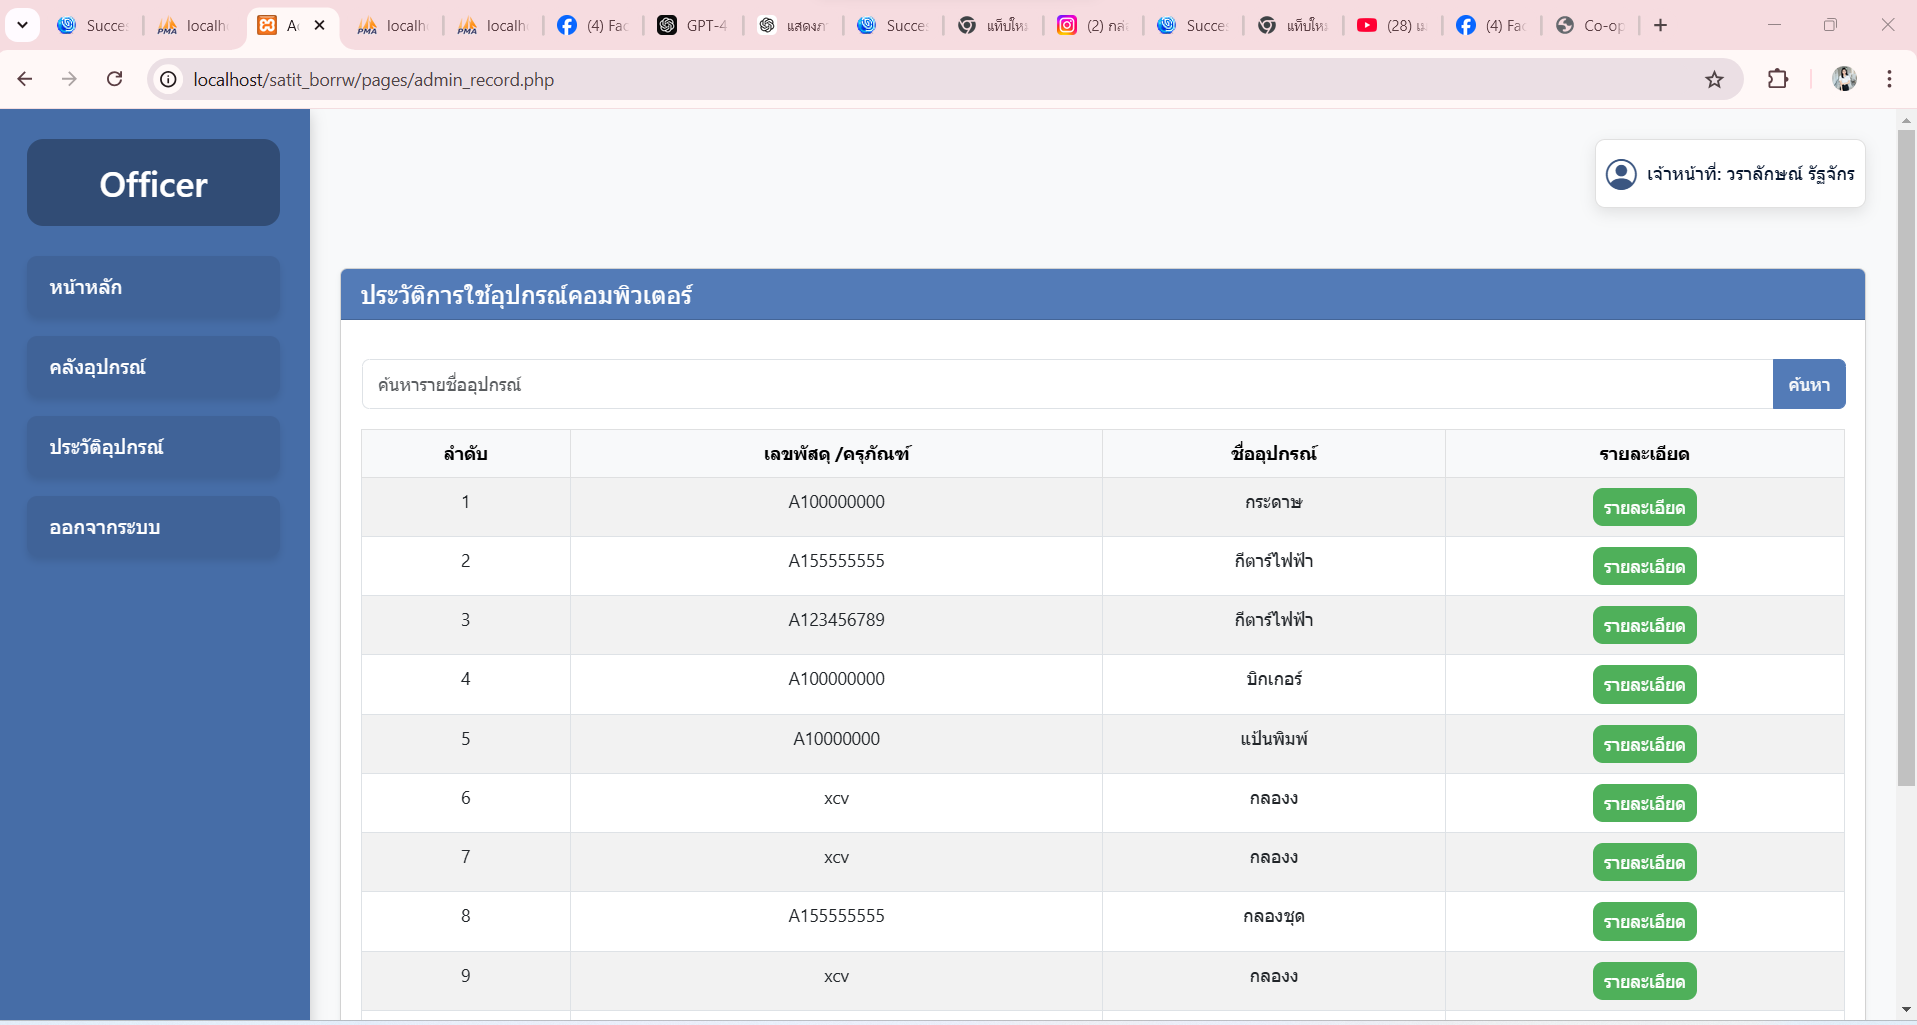 Succes
localho
Ac
localho
localho
(4) Fac
GPT-4
แสดงภา
Succes
แท็บใหม
(2) กล่
Succes
แท็บใหม
(28) เ
(4) Fac
Co-op
localhost/satit_borrw/pages/admin_record.php
Officer
หน้าหลัก
คลังอุปกรณ์
ประวัติอุปกรณ์
ออกจากระบบ
เจ้าหน้าที่: วราลักษณ์ รัฐจักร
ประวัติการใช้อุปกรณ์คอมพิวเตอร์
ค้นหารายชื่ออุปกรณ์ ค้นหา
ลำดับ เลขพัสดุ /ครุภัณฑ์ ชื่ออุปกรณ์ รายละเอียด
1 A100000000 กระดาษ รายละเอียด
2 A155555555 กีตาร์ไฟฟ้า รายละเอียด
3 A123456789 กีตาร์ไฟฟ้า รายละเอียด
4 A100000000 บิกเกอร์ รายละเอียด
5 A10000000 แป้นพิมพ์ รายละเอียด
6 xcv กลองง รายละเอียด
7 xcv กลองง รายละเอียด
8 A155555555 กลองชุด รายละเอียด
9 xcv กลองง รายละเอียด